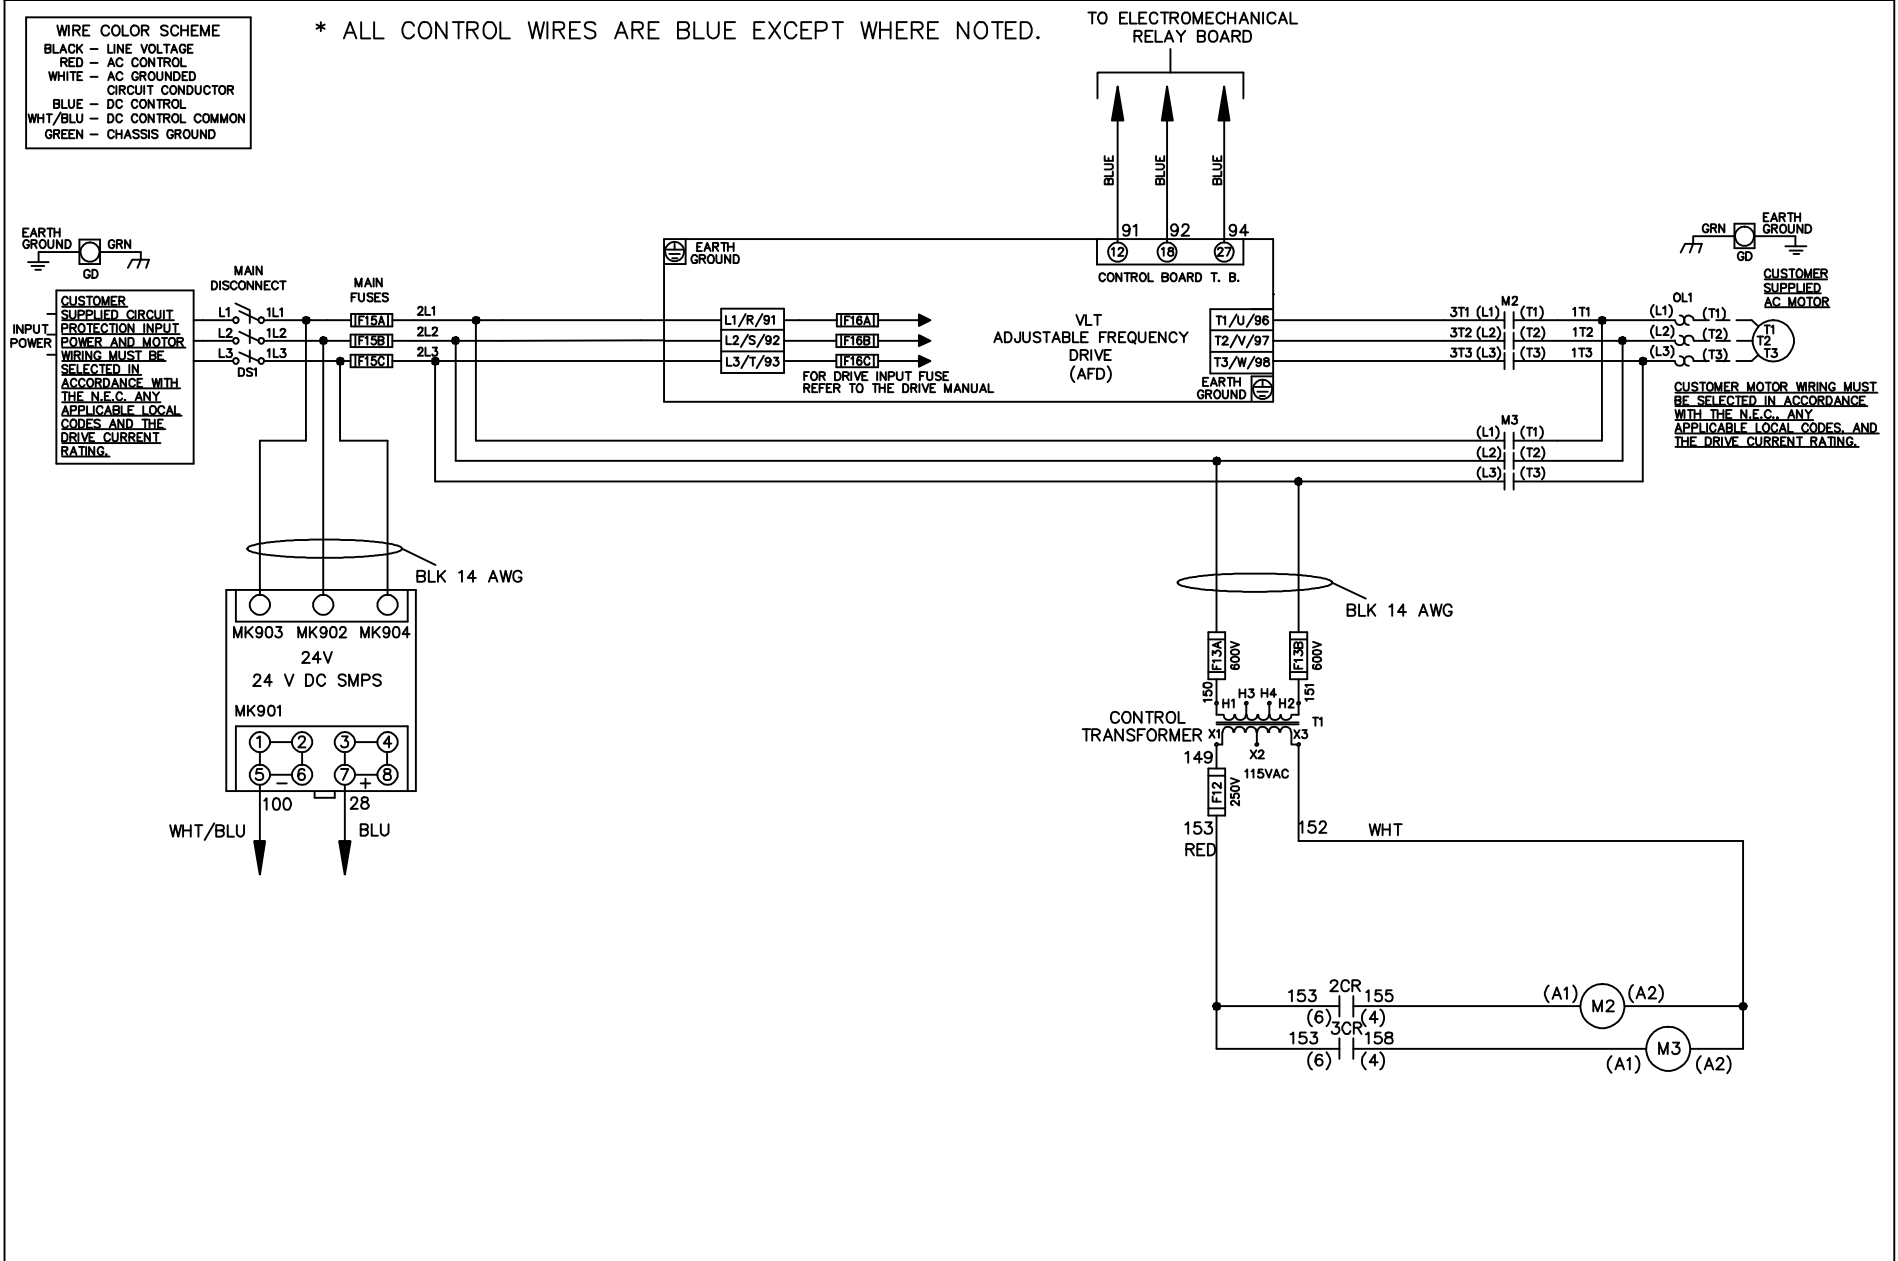 WIRE COLOR SCHEME
BLACK – LINE VOLTAGE
RED – AC CONTROL
WHITE – AC GROUNDED
CIRCUIT CONDUCTOR
BLUE – DC CONTROL
WHT/BLU – DC CONTROL COMMON
GREEN – CHASSIS GROUND
* ALL CONTROL WIRES ARE BLUE EXCEPT WHERE NOTED.
TO ELECTROMECHANICAL
RELAY BOARD
BLUE
BLUE
BLUE
91 92 94
12 18 27
CONTROL BOARD T. B.
EARTH
GROUND
GRN
GD
INPUT
POWER
CUSTOMER
SUPPLIED CIRCUIT
PROTECTION INPUT
POWER AND MOTOR
WIRING MUST BE
SELECTED IN
ACCORDANCE WITH
THE N.E.C. ANY
APPLICABLE LOCAL
CODES AND THE
DRIVE CURRENT
RATING.
MAIN
DISCONNECT
L1 1L1
L2 1L2
L3 1L3
DS1
MAIN
FUSES
F15A 2L1
F15B 2L2
F15C 2L3
EARTH
GROUND
L1/R/91 F16A
L2/S/92 F16B
L3/T/93 F16C
FOR DRIVE INPUT FUSE
REFER TO THE DRIVE MANUAL
VLT
ADJUSTABLE FREQUENCY
DRIVE
(AFD)
T1/U/96
T2/V/97
T3/W/98
EARTH
GROUND
M2
3T1 (L1) (T1) 1T1
3T2 (L2) (T2) 1T2
3T3 (L3) (T3) 1T3
M3
(L1) (T1)
(L2) (T2)
(L3) (T3)
GRN
GD
EARTH
GROUND
CUSTOMER
SUPPLIED
AC MOTOR
OL1
(L1) (T1)
(L2) (T2)
(L3) (T3)
T1
T2
T3
CUSTOMER MOTOR WIRING MUST
BE SELECTED IN ACCORDANCE
WITH THE N.E.C., ANY
APPLICABLE LOCAL CODES, AND
THE DRIVE CURRENT RATING.
BLK 14 AWG
MK903 MK902 MK904
24V
24 V DC SMPS
MK901
1 2 3 4
5 6 7 8
– +
100 28
WHT/BLU BLU
BLK 14 AWG
F13A 600V F13B 600V
150 151
H1 H3 H4 H2
T1
CONTROL
TRANSFORMER
X1 X2 X3
149
115VAC
F12 250V
153
RED
152 WHT
2CR
153 155
(6) (4)
(A1) M2 (A2)
3CR
153 158
(6) (4)
(A1) M3 (A2)